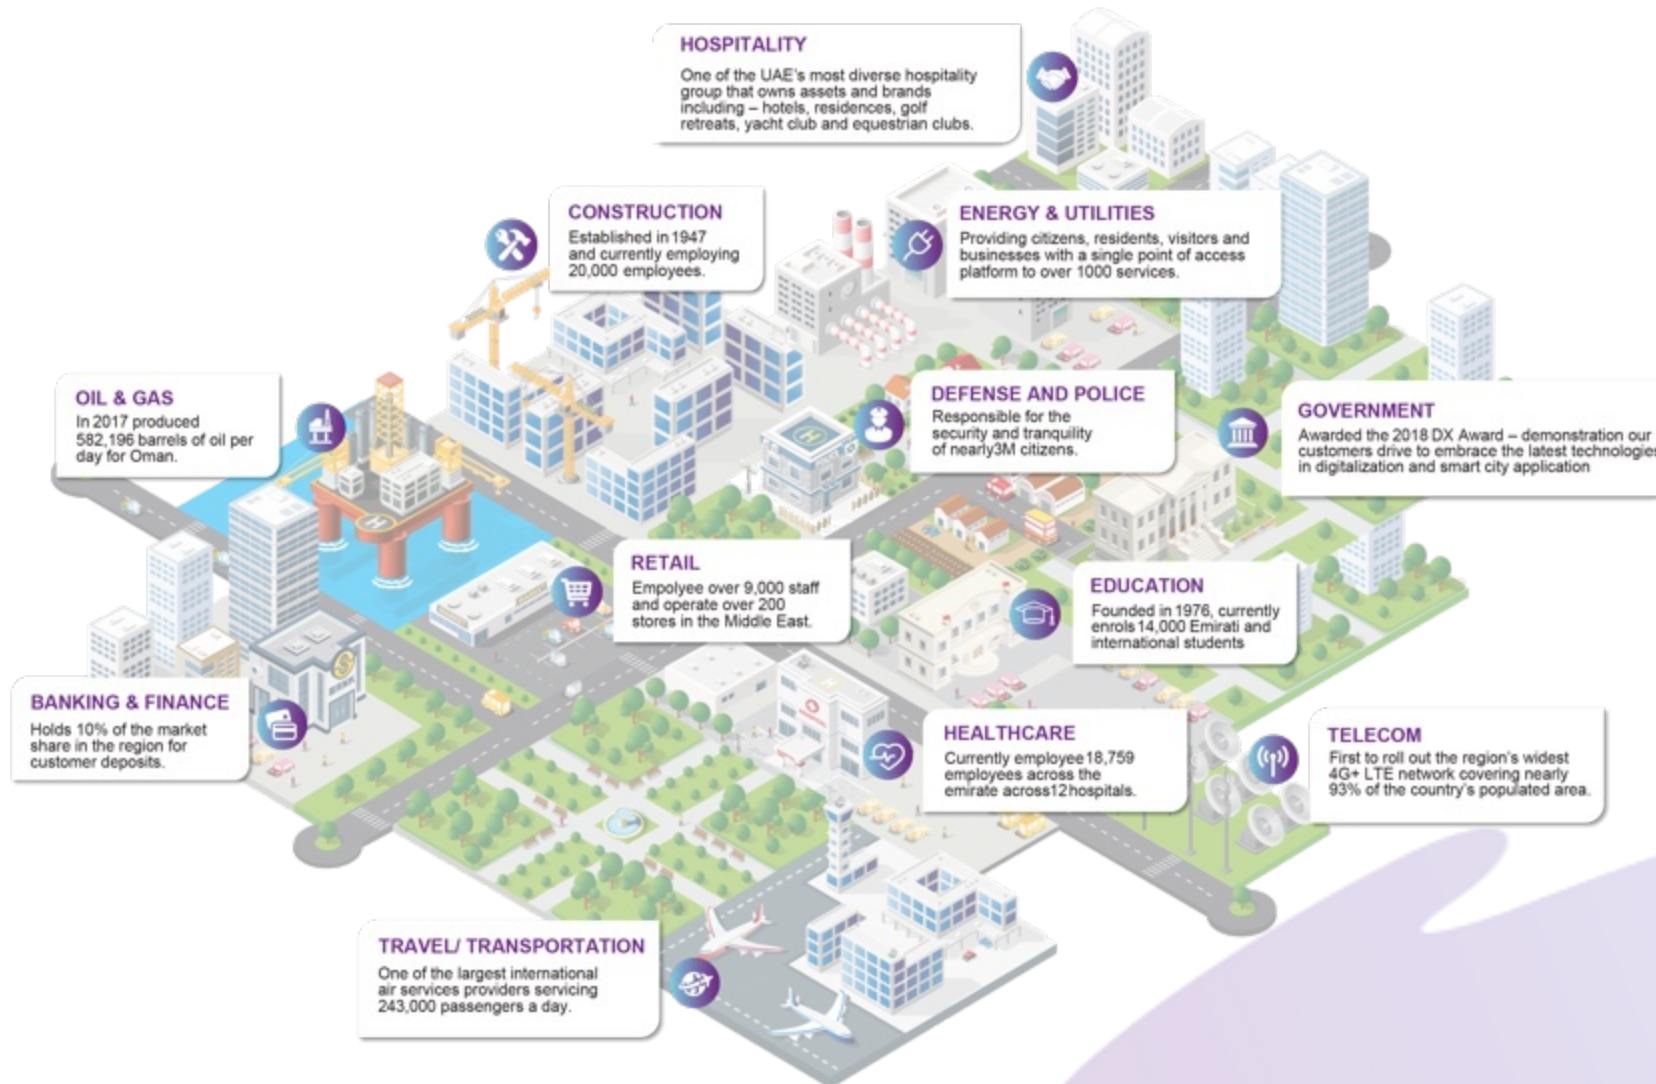 HOSPITALITY
One of the UAE's most diverse hospitality
group that owns assets and brands
including – hotels, residences, golf
retreats, yacht club and equestrian clubs.
CONSTRUCTION
Established in 1947
and currently employing
20,000 employees.
ENERGY & UTILITIES
Providing citizens, residents, visitors and
businesses with a single point of access
platform to over 1000 services.
OIL & GAS
In 2017 produced
582,196 barrels of oil per
day for Oman.
DEFENSE AND POLICE
Responsible for the
security and tranquility
of nearly3M citizens.
GOVERNMENT
Awarded the 2018 DX Award – demonstration our
customers drive to embrace the latest technologies
in digitalization and smart city application
RETAIL
Empolyee over 9,000 staff
and operate over 200
stores in the Middle East.
EDUCATION
Founded in 1976, currently
enrols 14,000 Emirati and
international students
BANKING & FINANCE
Holds 10% of the market
share in the region for
customer deposits.
HEALTHCARE
Currently employee 18,759
employees across the
emirate across12hospitals.
TELECOM
First to roll out the region's widest
4G+ LTE network covering nearly
93% of the country's populated area.
TRAVEL/ TRANSPORTATION
One of the largest international
air services providers servicing
243,000 passengers a day.
HOSPITAL